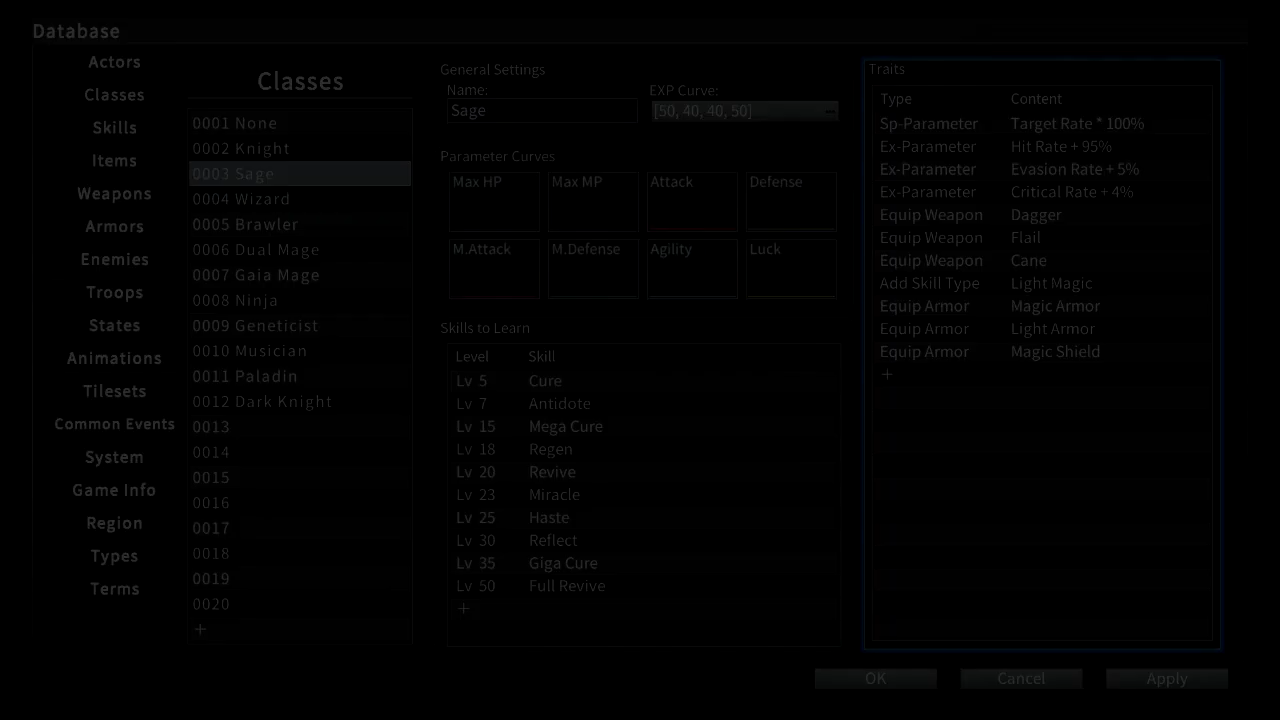 Database
Actors
Classes
Skills
Items
Weapons
Armors
Enemies
Troops
States
Animations
Tilesets
Common Events
System
Game Info
Region
Types
Terms
Classes
0001 None
0002 Knight
0003 Sage
0004 Wizard
0005 Brawler
0006 Dual Mage
0007 Gaia Mage
0008 Ninja
0009 Geneticist
0010 Musician
0011 Paladin
0012 Dark Knight
0013
0014
0015
0016
0017
0018
0019
0020
+
General Settings
Name: EXP Curve:
Sage [50, 40, 40, 50]
Parameter Curves
Max HP Max MP Attack Defense
M.Attack M.Defense Agility Luck
Skills to Learn
Level Skill
Lv 5 Cure
Lv 7 Antidote
Lv 15 Mega Cure
Lv 18 Regen
Lv 20 Revive
Lv 23 Miracle
Lv 25 Haste
Lv 30 Reflect
Lv 35 Giga Cure
Lv 50 Full Revive
+
Traits
Type Content
Sp-Parameter Target Rate * 100%
Ex-Parameter Hit Rate + 95%
Ex-Parameter Evasion Rate + 5%
Ex-Parameter Critical Rate + 4%
Equip Weapon Dagger
Equip Weapon Flail
Equip Weapon Cane
Add Skill Type Light Magic
Equip Armor Magic Armor
Equip Armor Light Armor
Equip Armor Magic Shield
+
OK Cancel Apply